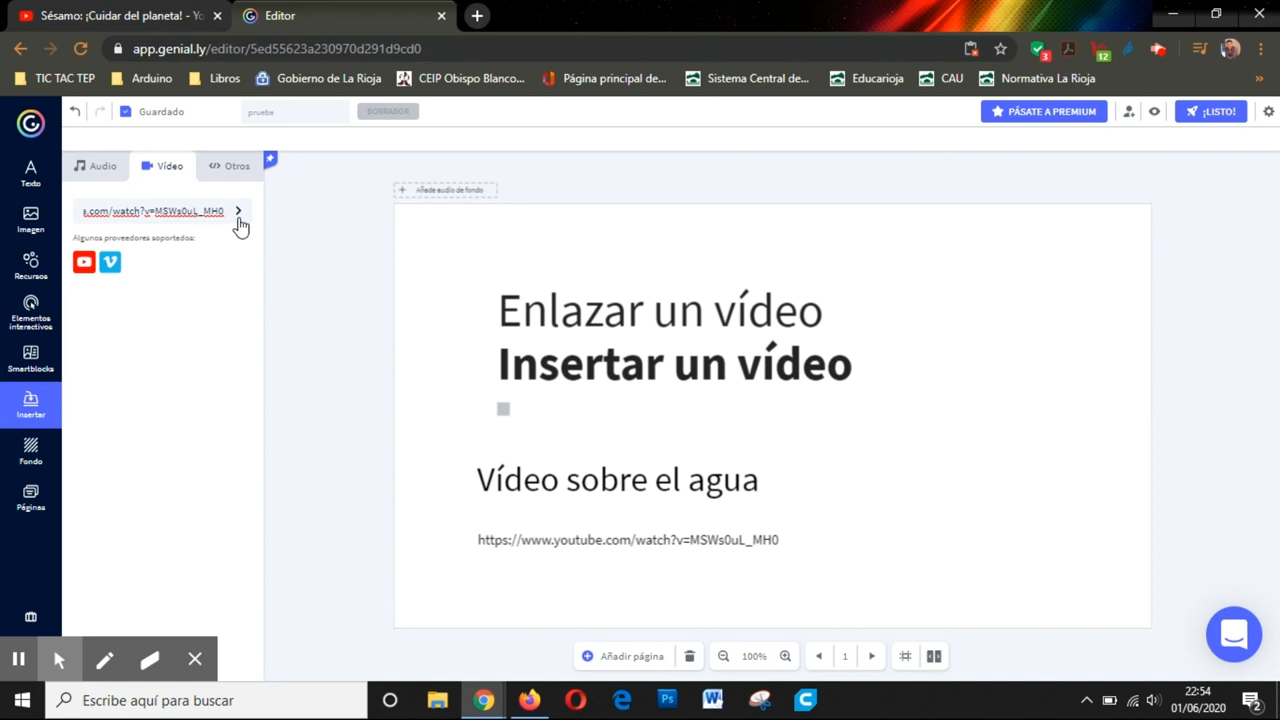 Sésamo: ¡Cuidar del planeta! - Yo
Editor
app.genial.ly/editor/5ed55623a230970d291d9cd0
3
12
TIC TAC TEP
Arduino
Libros
Gobierno de La Rioja
CEIP Obispo Blanco...
Página principal de...
Sistema Central de...
Educarioja
CAU
Normativa La Rioja
»
Guardado
prueba
BORRADOR
PÁSATE A PREMIUM
¡LISTO!
Texto
Imagen
Recursos
Elementos
interactivos
Smartblocks
Insertar
Fondo
Páginas
Audio
Vídeo
Otros
e.com/watch?v=MSWs0uL_MH0
Algunos proveedores soportados:
Añade audio de fondo
Enlazar un vídeo
Insertar un vídeo
Vídeo sobre el agua
https://www.youtube.com/watch?v=MSWs0uL_MH0
Añadir página
100%
1
Escribe aquí para buscar
22:54
01/06/2020
2